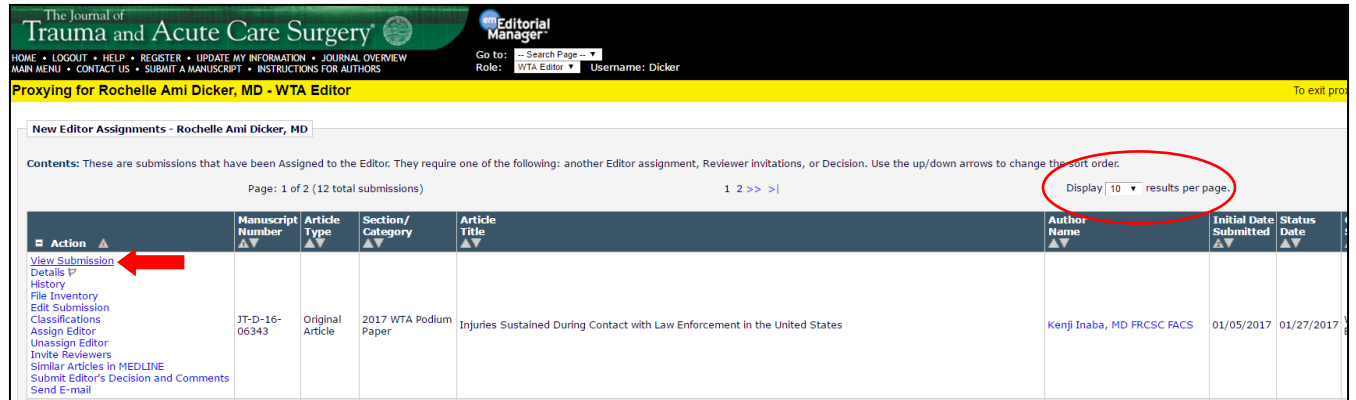 The Journal of
Trauma and Acute Care Surgery
em Editorial
Manager™
HOME • LOGOUT • HELP • REGISTER • UPDATE MY INFORMATION • JOURNAL OVERVIEW
MAIN MENU • CONTACT US • SUBMIT A MANUSCRIPT • INSTRUCTIONS FOR AUTHORS
Go to: -- Search Page --
Role: WTA Editor Username: Dicker
Proxying for Rochelle Ami Dicker, MD - WTA Editor To exit
New Editor Assignments - Rochelle Ami Dicker, MD
Contents: These are submissions that have been Assigned to the Editor. They require one of the following: another Editor assignment, Reviewer invitations, or Decision. Use the up/down arrows to change the sort order.
Page: 1 of 2 (12 total submissions) 1 2 >> >| Display 10 results per page.
Action
Manuscript Number
Article Type
Section/ Category
Article Title
Author Name
Initial Date Submitted
Status Date
View Submission
Details
History
File Inventory
Edit Submission
Classifications
Assign Editor
Unassign Editor
Invite Reviewers
Similar Articles in MEDLINE
Submit Editor's Decision and Comments
Send E-mail
JT-D-16-
06343
Original
Article
2017 WTA Podium
Paper
Injuries Sustained During Contact with Law Enforcement in the United States
Kenji Inaba, MD FRCSC FACS
01/05/2017
01/27/2017